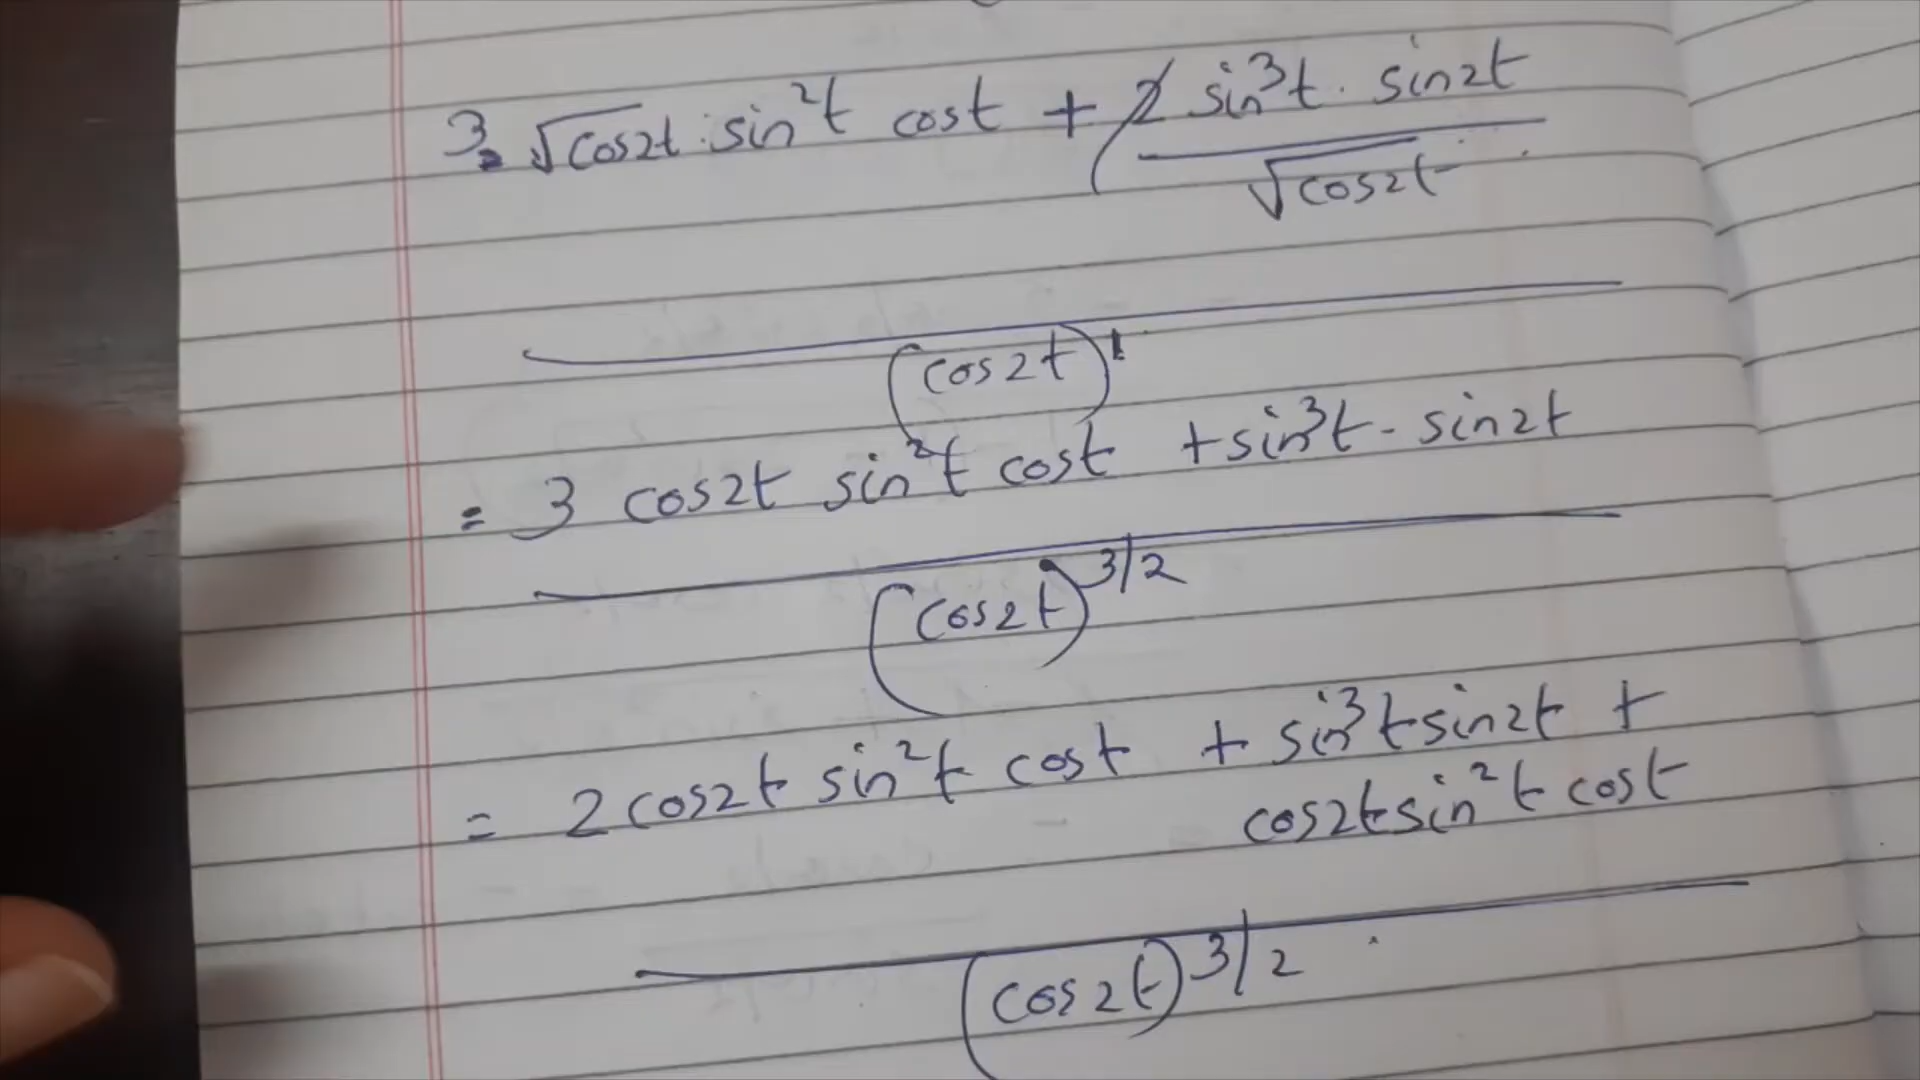 3. √cos2t · sin²t cost + 2 sin³t · sin2t
√cos2t
(cos2t)¹
= 3 cos2t sin²t cost + sin³t · sin2t
(cos2t)^3/2
= 2 cos2t sin²t cost + sin³t sin2t +
cos2t sin²t cost
(cos2t)^3/2